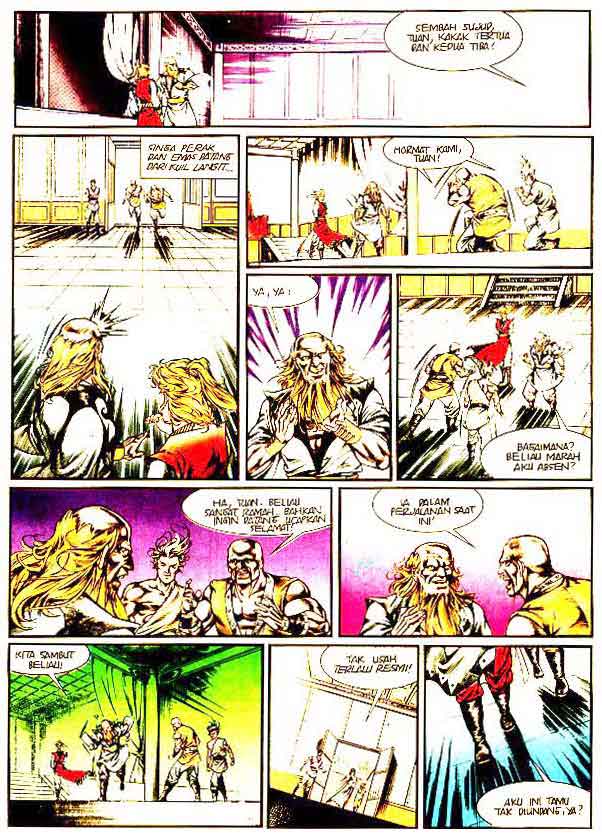 SEMBAH SUJUD,
TUAN, KAKAK TERTUA
DAN KEDUA TIBA!
SINGA PERAK
DAN EMAS DATANG
DARI KUIL LANGIT...
HORMAT KAMI,
TUAN!
YA, YA!
BAGAIMANA?
BELIAU MARAH
AKU ABSEN?
HA, TUAN. BELIAU
SANGAT RAMAH. BAHKAN
INGIN DATANG UCAPKAN
SELAMAT!
IA DALAM
PERJALANAN SAAT
INI!
KITA SAMBUT
BELIAU!
TAK USAH
TERLALU RESMI!
AKU INI TAMU
TAK DIUNDANG, YA?